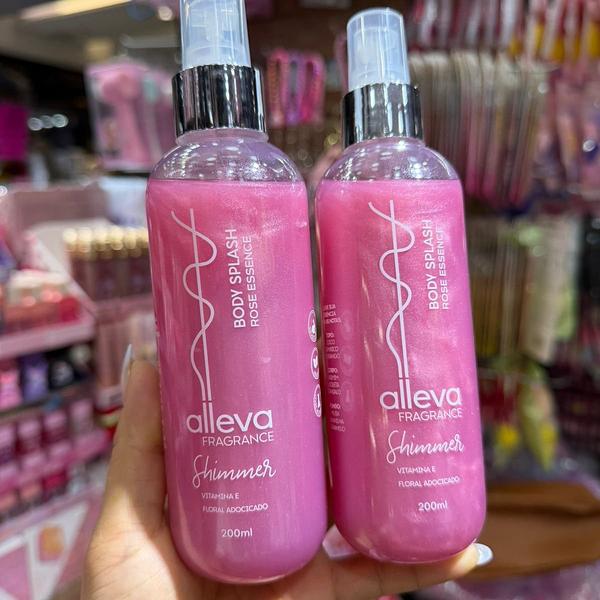 BODY SPLASH
ROSE ESSENCE
alleva
FRAGRANCE
Shimmer
VITAMINA E
FLORAL ADOCICADO
200ml
BODY SPLASH
ROSE ESSENCE
alleva
FRAGRANCE
Shimmer
VITAMINA E
FLORAL ADOCICADO
200ml